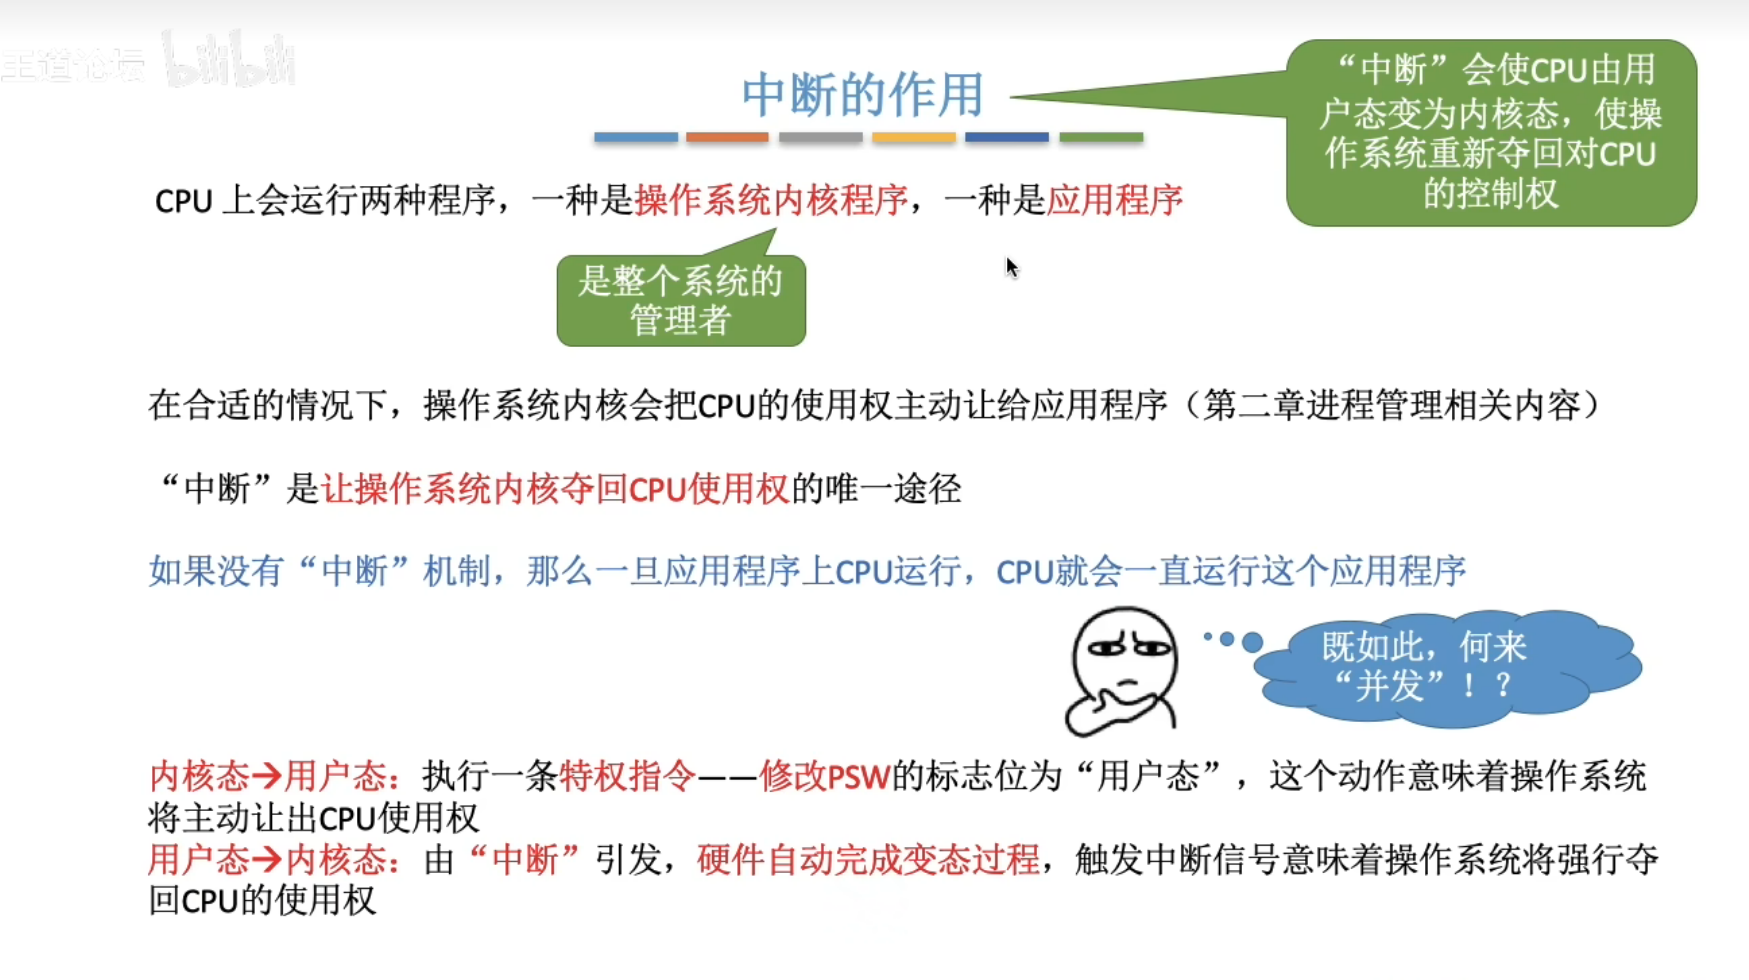 王道论坛 bilibili
中断的作用
“中断”会使CPU由用
户态变为内核态，使操
作系统重新夺回对CPU
的控制权
CPU 上会运行两种程序，一种是操作系统内核程序，一种是应用程序
是整个系统的
管理者
在合适的情况下，操作系统内核会把CPU的使用权主动让给应用程序（第二章进程管理相关内容）
“中断”是让操作系统内核夺回CPU使用权的唯一途径
如果没有“中断”机制，那么一旦应用程序上CPU运行，CPU就会一直运行这个应用程序
既如此，何来
“并发”！？
内核态→用户态：执行一条特权指令——修改PSW的标志位为“用户态”，这个动作意味着操作系统
将主动让出CPU使用权
用户态→内核态：由“中断”引发，硬件自动完成变态过程，触发中断信号意味着操作系统将强行夺
回CPU的使用权